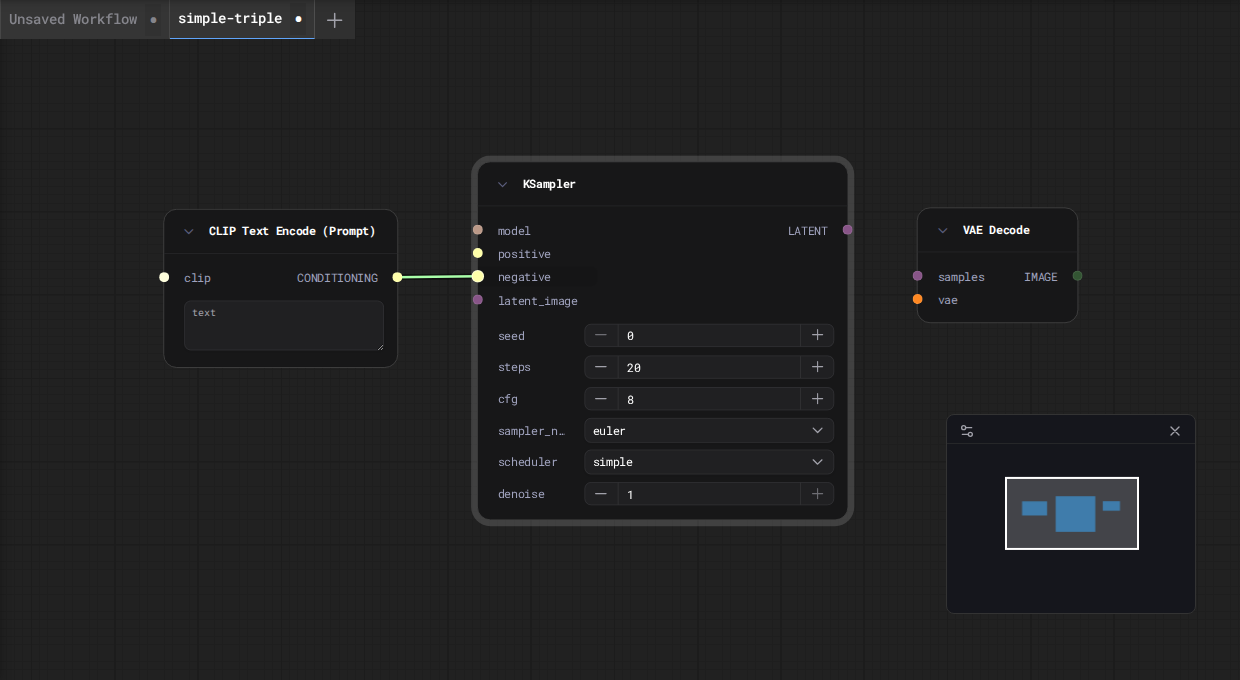 Unsaved Workflow
simple-triple
CLIP Text Encode (Prompt)
clip
CONDITIONING
text
KSampler
model
LATENT
positive
negative
latent_image
seed
0
steps
20
cfg
8
sampler_n…
euler
scheduler
simple
denoise
1
VAE Decode
samples
IMAGE
vae